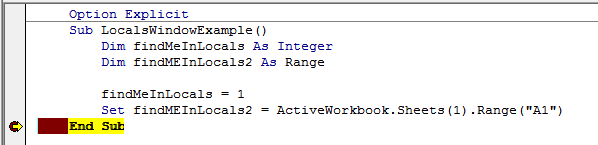 Option Explicit
Sub LocalsWindowExample()
Dim findMeInLocals As Integer
Dim findMEInLocals2 As Range
findMeInLocals = 1
Set findMEInLocals2 = ActiveWorkbook.Sheets(1).Range("A1")
End Sub